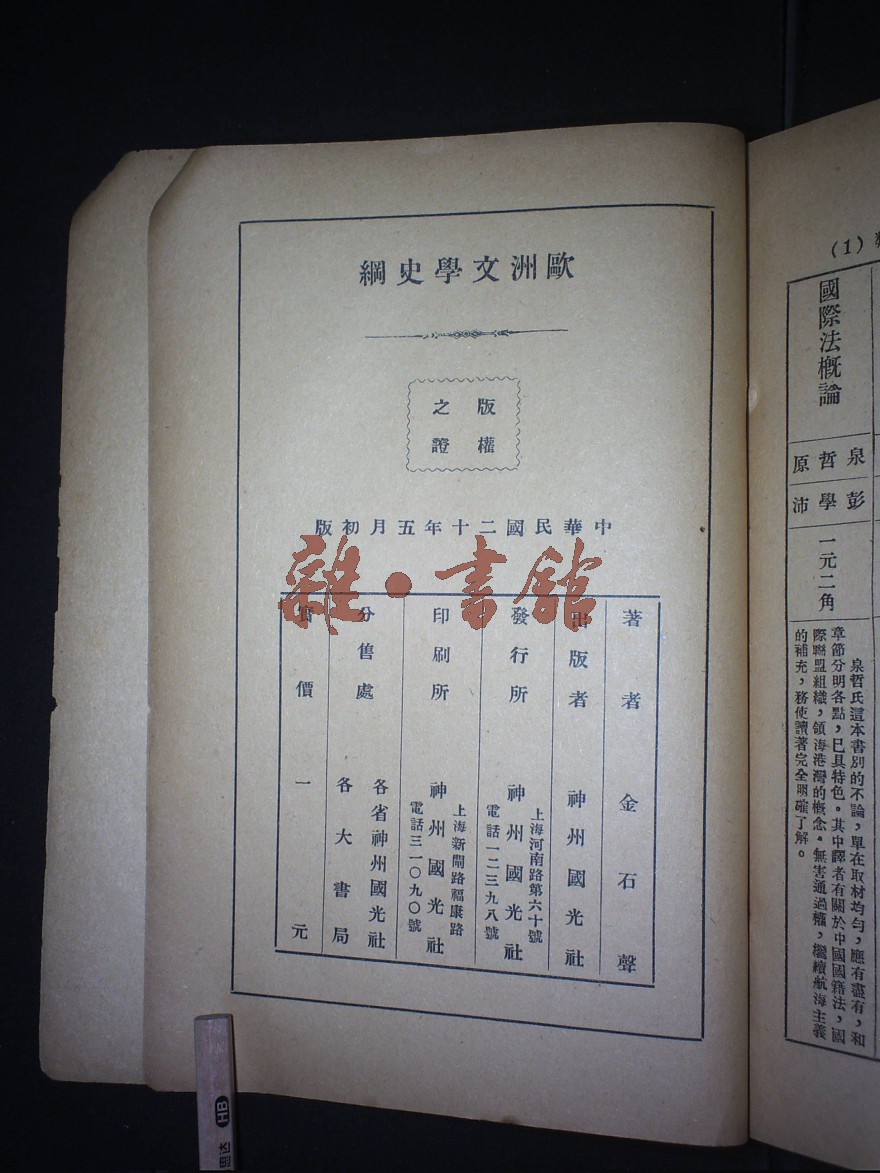 歐洲文學史綱
版權
之證
中華民國二十年五月初版
著者 金石聲
出版者 神州國光社
發行所 神州國光社
上海河南路第六十號
電話一二三九八號
印刷所 神州國光社
上海新閘路福康路
電話三一〇九〇號
分售處 各省神州國光社
各大書局
實價 一元
雜·書館
HB
(1)
國際法概論
泉哲原
彭學沛
一元二角
泉哲氏這本書別的不論，單在取材均勻，應有盡有，和
章節分明各點，已具特色。其中譯者有關於中國國籍法，國
際聯盟組織，領海港灣的概念。無害通過權，繼續航海主義
的補充，務使讀著完全明確了解。